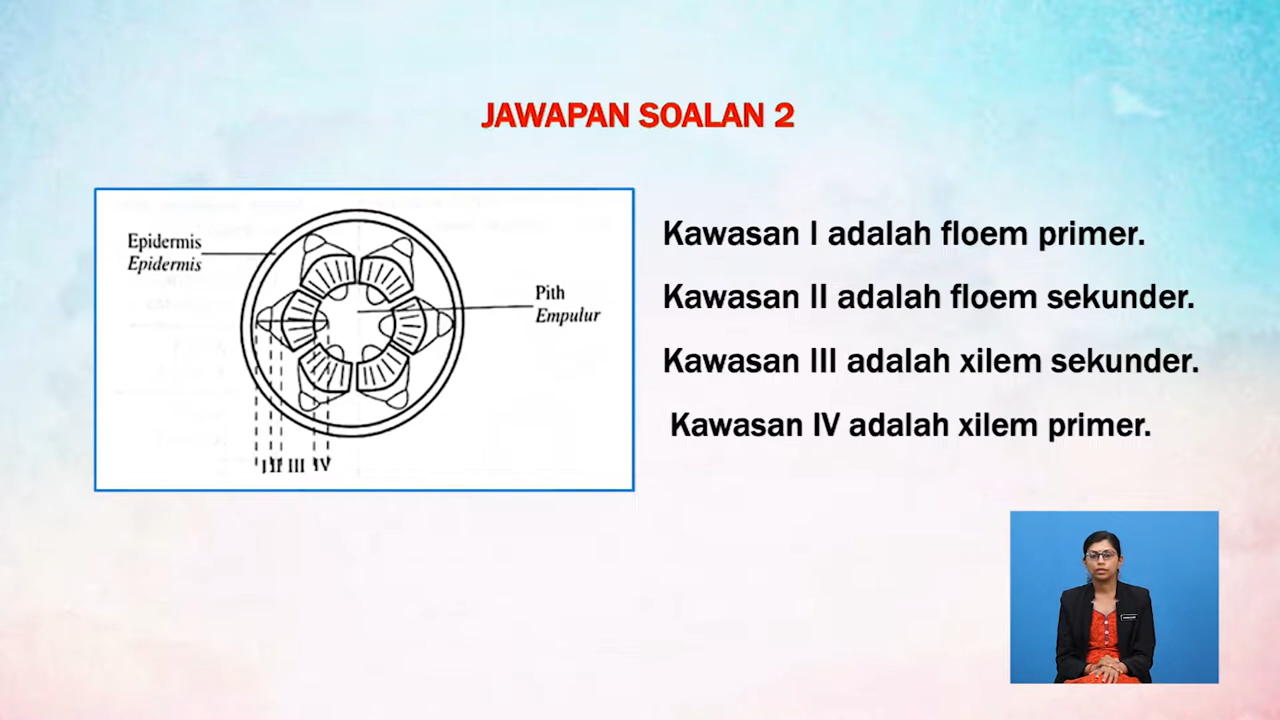 JAWAPAN SOALAN 2
Epidermis
Epidermis
Pith
Empulur
I II III IV
Kawasan I adalah floem primer.
Kawasan II adalah floem sekunder.
Kawasan III adalah xilem sekunder.
Kawasan IV adalah xilem primer.